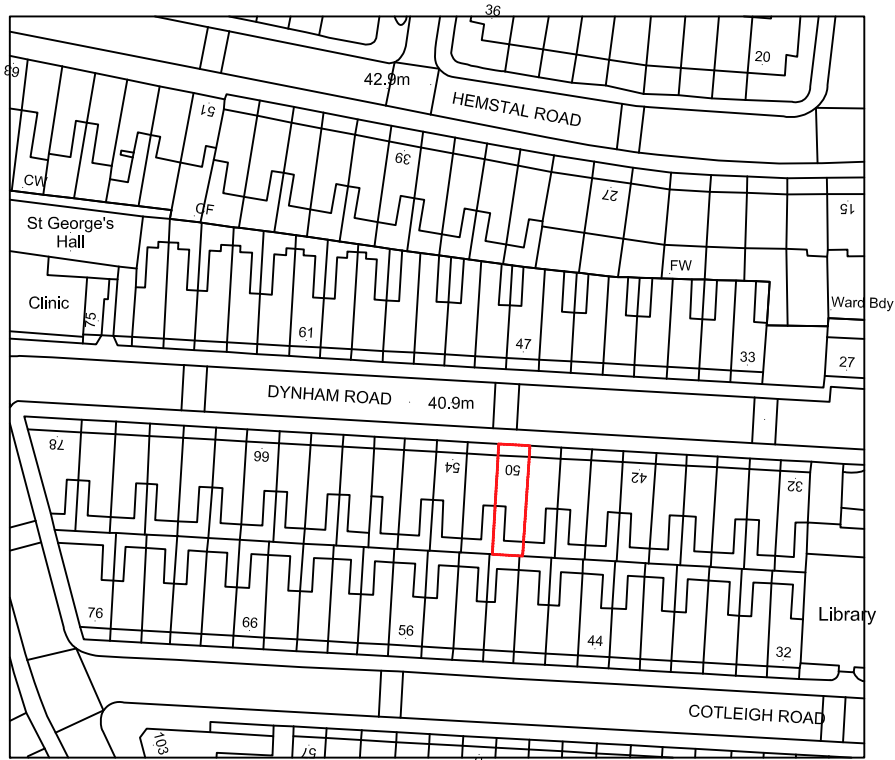 36
20
89
42.9m
HEMSTAL ROAD
51
39
27
15
CW
CF
St George's
Hall
FW
Clinic
75
61
47
33
Ward Bdy
27
DYNHAM ROAD
40.9m
78
66
54
50
42
32
76
66
56
44
32
Library
COTLEIGH ROAD
103
57